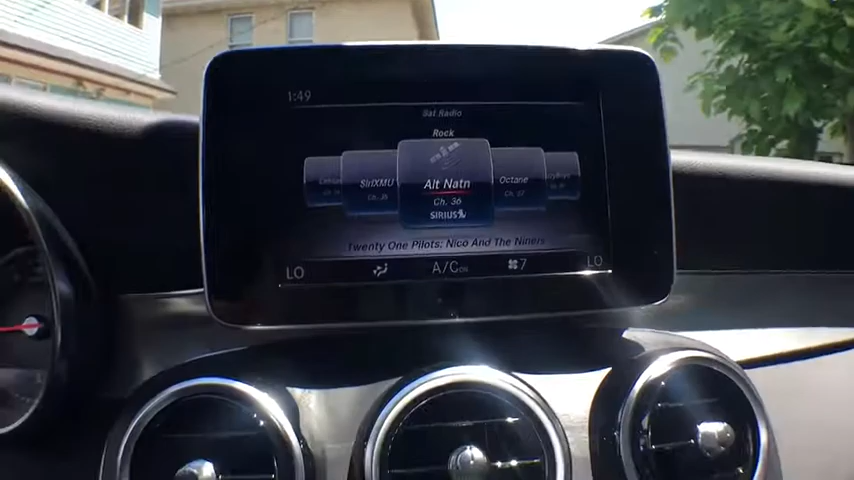 1:49
Sat Radio
Rock
SiriXMU
Ch. 35
Alt Natn
Ch. 36
SIRIUS
Octane
Ch. 37
Twenty One Pilots: Nico And The Niners
LO
A/C ON
7
LO